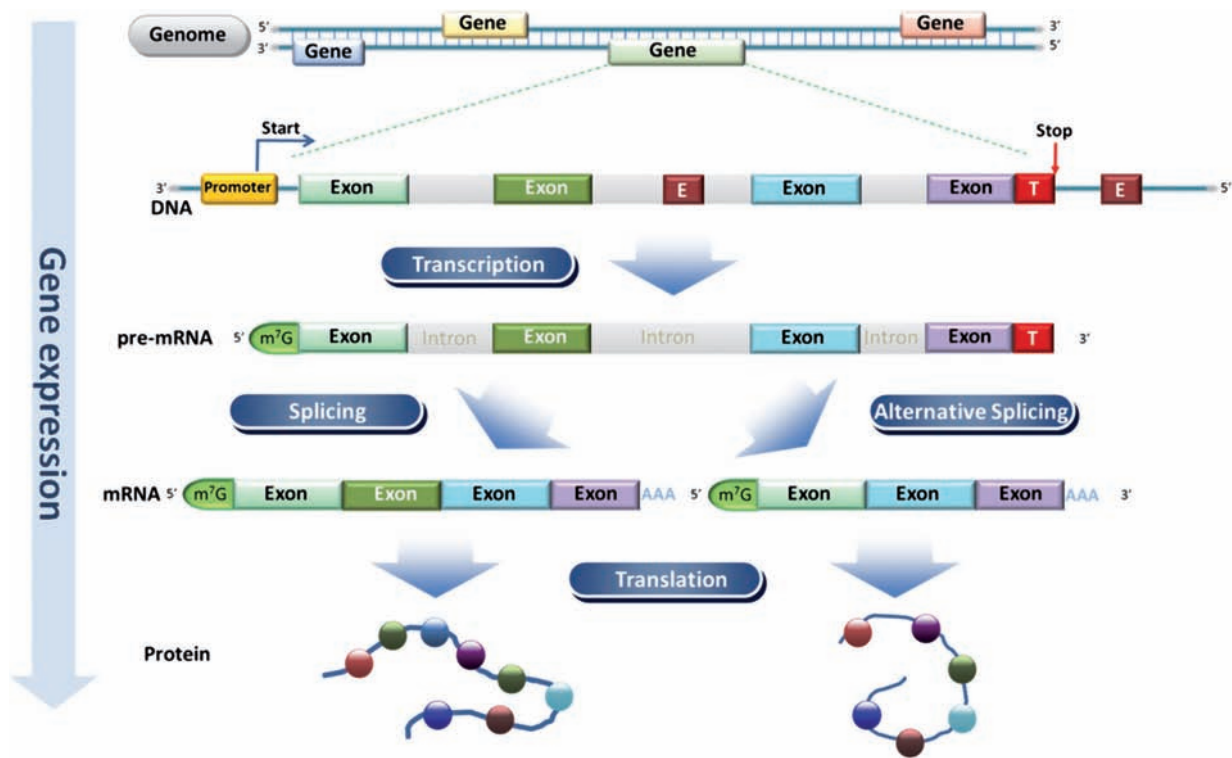 Genome
5’ Gene Gene 3’
3’ Gene Gene 5’
Start
Stop
3’ Promoter Exon Exon E Exon Exon T E 5’
DNA
Transcription
pre-mRNA 5’ m⁷G Exon Intron Exon Intron Exon Intron Exon T 3’
Splicing
Alternative Splicing
mRNA 5’ m⁷G Exon Exon Exon Exon AAA 5’ m⁷G Exon Exon Exon AAA 3’
Translation
Protein
Gene expression